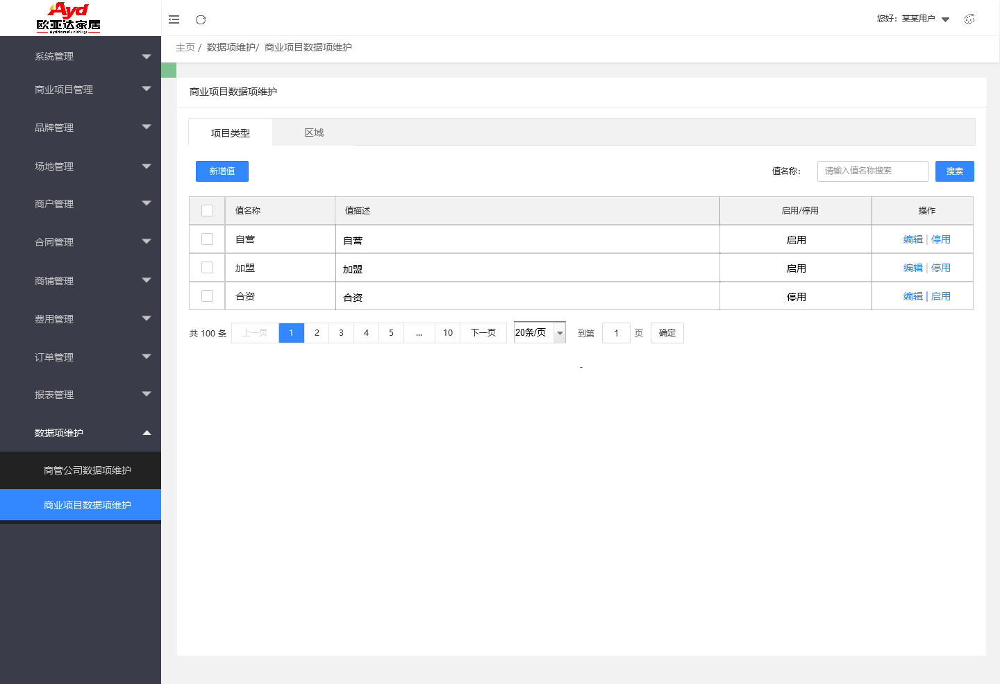 Ayd
欧亚达家居
您好：某某用户
主页 / 数据项维护/ 商业项目数据项维护
系统管理
商业项目管理
品牌管理
场地管理
商户管理
合同管理
商铺管理
费用管理
订单管理
报表管理
数据项维护
商管公司数据项维护
商业项目数据项维护
商业项目数据项维护
项目类型 区域
新增值 值名称： 请输入值名称搜索 搜索
值名称 值描述 启用/停用 操作
自营 自营 启用 编辑 | 停用
加盟 加盟 启用 编辑 | 停用
合资 合资 停用 编辑 | 启用
共 100 条 上一页 1 2 3 4 5 ... 10 下一页 20条/页 到第 1 页 确定
-